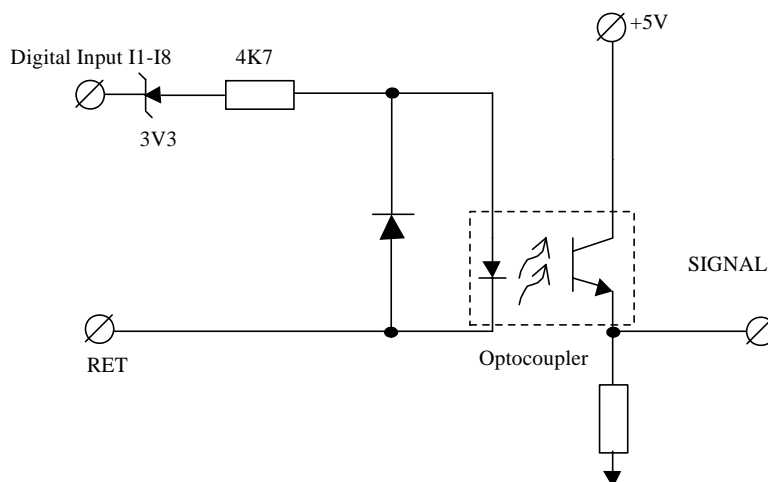 +5V
Digital Input I1-I8
4K7
3V3
SIGNAL
RET
Optocoupler